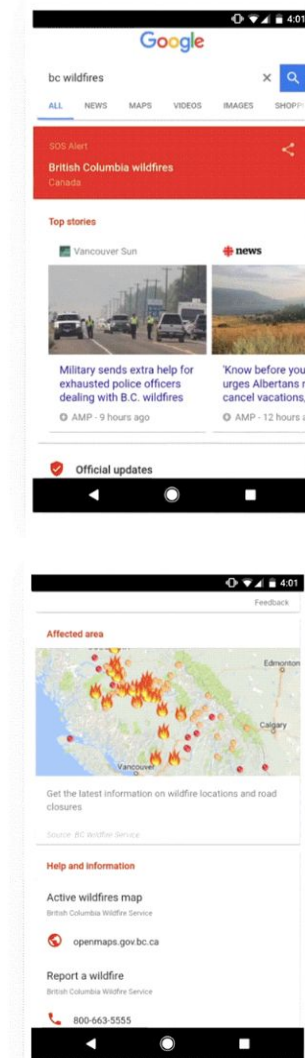 4:01
Google
bc wildfires
ALL NEWS MAPS VIDEOS IMAGES SHOPP
SOS Alert
British Columbia wildfires
Canada
Top stories
Vancouver Sun
Military sends extra help for
exhausted police officers
dealing with B.C. wildfires
AMP - 9 hours ago
news
'Know before you
urges Albertans
cancel vacations,
AMP - 12 hours a
Official updates
4:01
Feedback
Affected area
Edmonton
Calgary
Vancouver
Get the latest information on wildfire locations and road
closures
Source: BC Wildfire Service
Help and information
Active wildfires map
British Columbia Wildfire Service
openmaps.gov.bc.ca
Report a wildfire
British Columbia Wildfire Service
800-663-5555